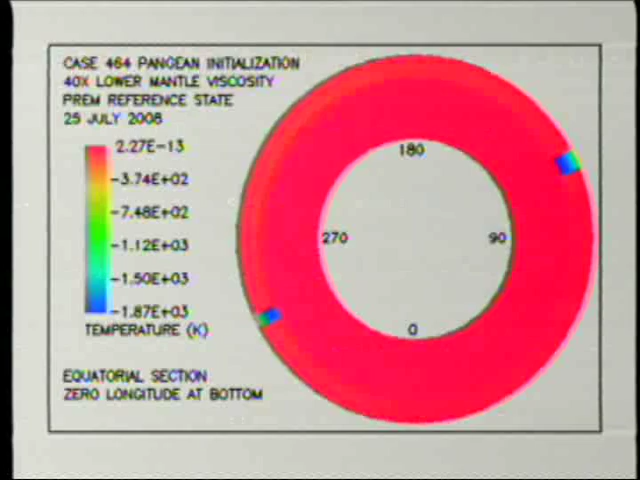 CASE 464 PANGEAN INITIALIZATION
40X LOWER MANTLE VISCOSITY
PREM REFERENCE STATE
25 JULY 2008
2.27E-13
-3.74E+02
-7.48E+02
-1.12E+03
-1.50E+03
-1.87E+03
TEMPERATURE (K)
180
270
90
0
EQUATORIAL SECTION
ZERO LONGITUDE AT BOTTOM